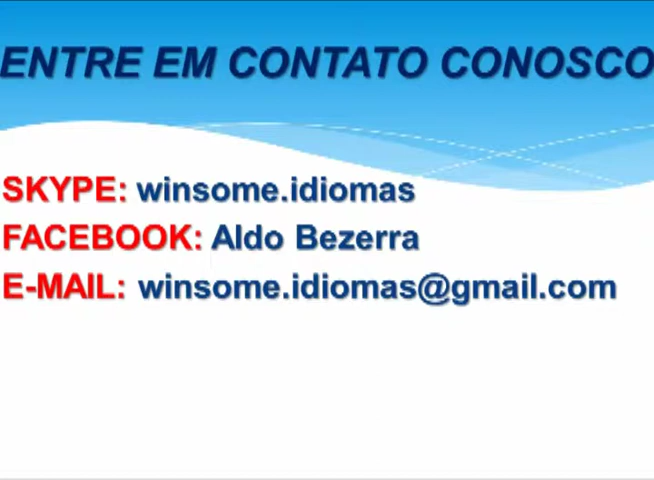 ENTRE EM CONTATO CONOSCO
SKYPE: winsome.idiomas
FACEBOOK: Aldo Bezerra
E-MAIL: winsome.idiomas@gmail.com